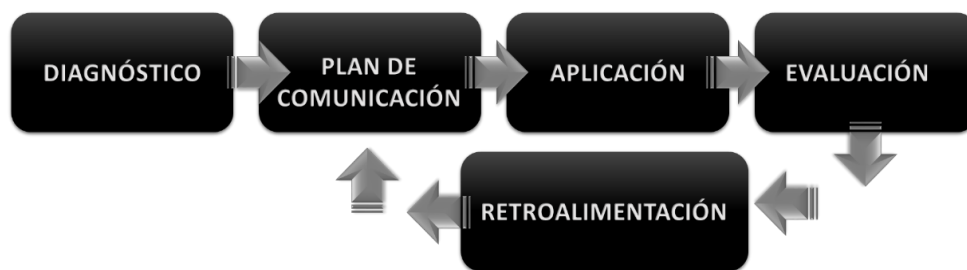 DIAGNÓSTICO
PLAN DE
COMUNICACIÓN
APLICACIÓN
EVALUACIÓN
RETROALIMENTACIÓN